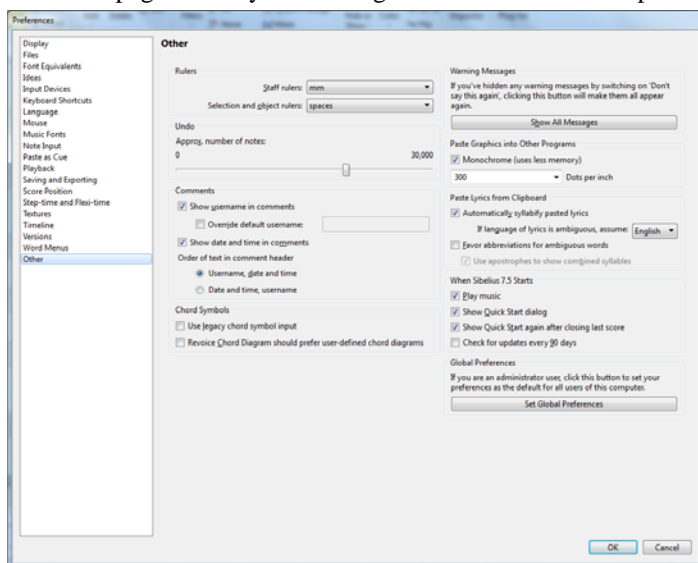 Preferences
Display
Files
Font Equivalents
Ideas
Input Devices
Keyboard Shortcuts
Language
Mouse
Music Fonts
Note Input
Paste as Cue
Playback
Saving and Exporting
Score Position
Step-time and Flexi-time
Textures
Timeline
Versions
Word Menus
Other
Other
Rulers
Staff rulers: mm
Selection and object rulers: spaces
Undo
Approx. number of notes:
0 30,000
Comments
Show username in comments
Override default username:
Show date and time in comments
Order of text in comment header
Username, date and time
Date and time, username
Chord Symbols
Use legacy chord symbol input
Revoice Chord Diagram should prefer user-defined chord diagrams
Warning Messages
If you've hidden any warning messages by switching on 'Don't
say this again', clicking this button will make them all appear
again.
Show All Messages
Paste Graphics into Other Programs
Monochrome (uses less memory)
300 Dots per inch
Paste Lyrics from Clipboard
Automatically syllabify pasted lyrics
If language of lyrics is ambiguous, assume: English
Favor abbreviations for ambiguous words
Use apostrophes to show combined syllables
When Sibelius 7.5 Starts
Play music
Show Quick Start dialog
Show Quick Start again after closing last score
Check for updates every 90 days
Global Preferences
If you are an administrator user, click this button to set your
preferences as the default for all users of this computer.
Set Global Preferences
OK Cancel